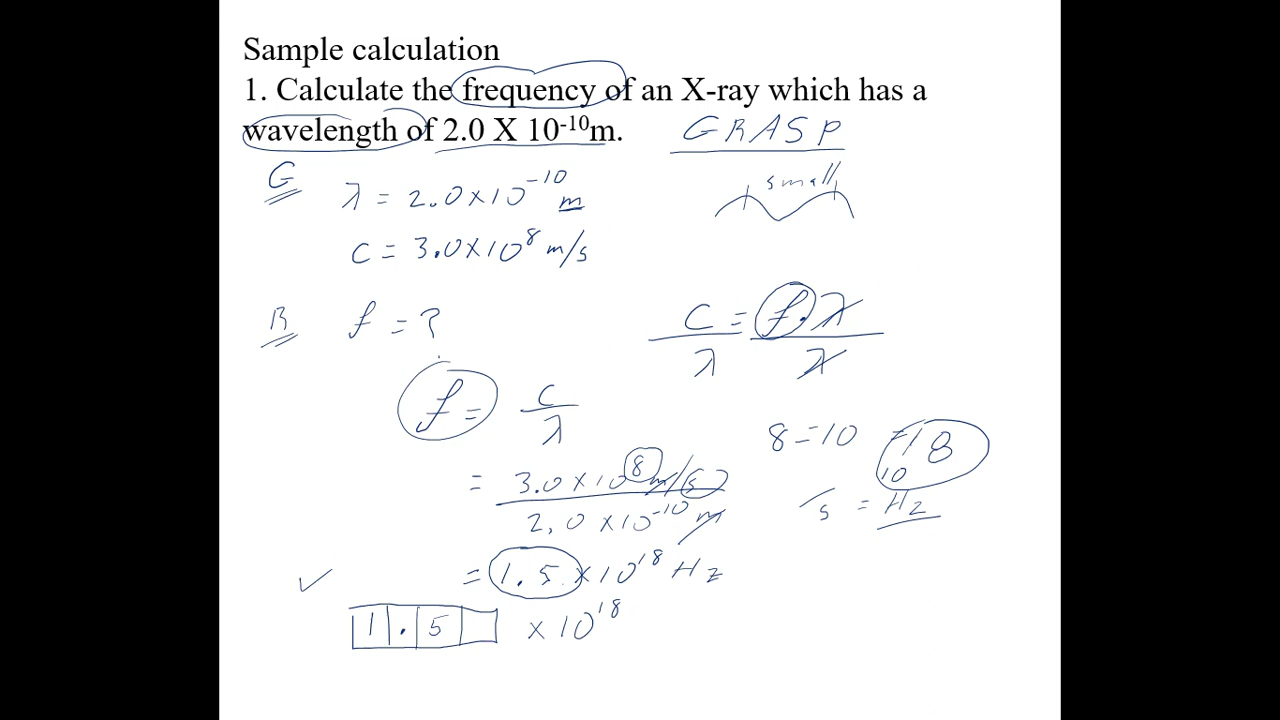 Sample calculation
1. Calculate the frequency of an X-ray which has a
wavelength of 2.0 X 10⁻¹⁰m.
GRASP
small
G λ = 2.0×10⁻¹⁰ m
c = 3.0×10⁸ m/s
R f = ?
c/λ = f·λ/λ
f = c/λ
8 - -10 = 18
10
= 3.0×10⁸ m/s / 2.0×10⁻¹⁰ m
/s = Hz
= 1.5×10¹⁸ Hz
1.5 ×10¹⁸